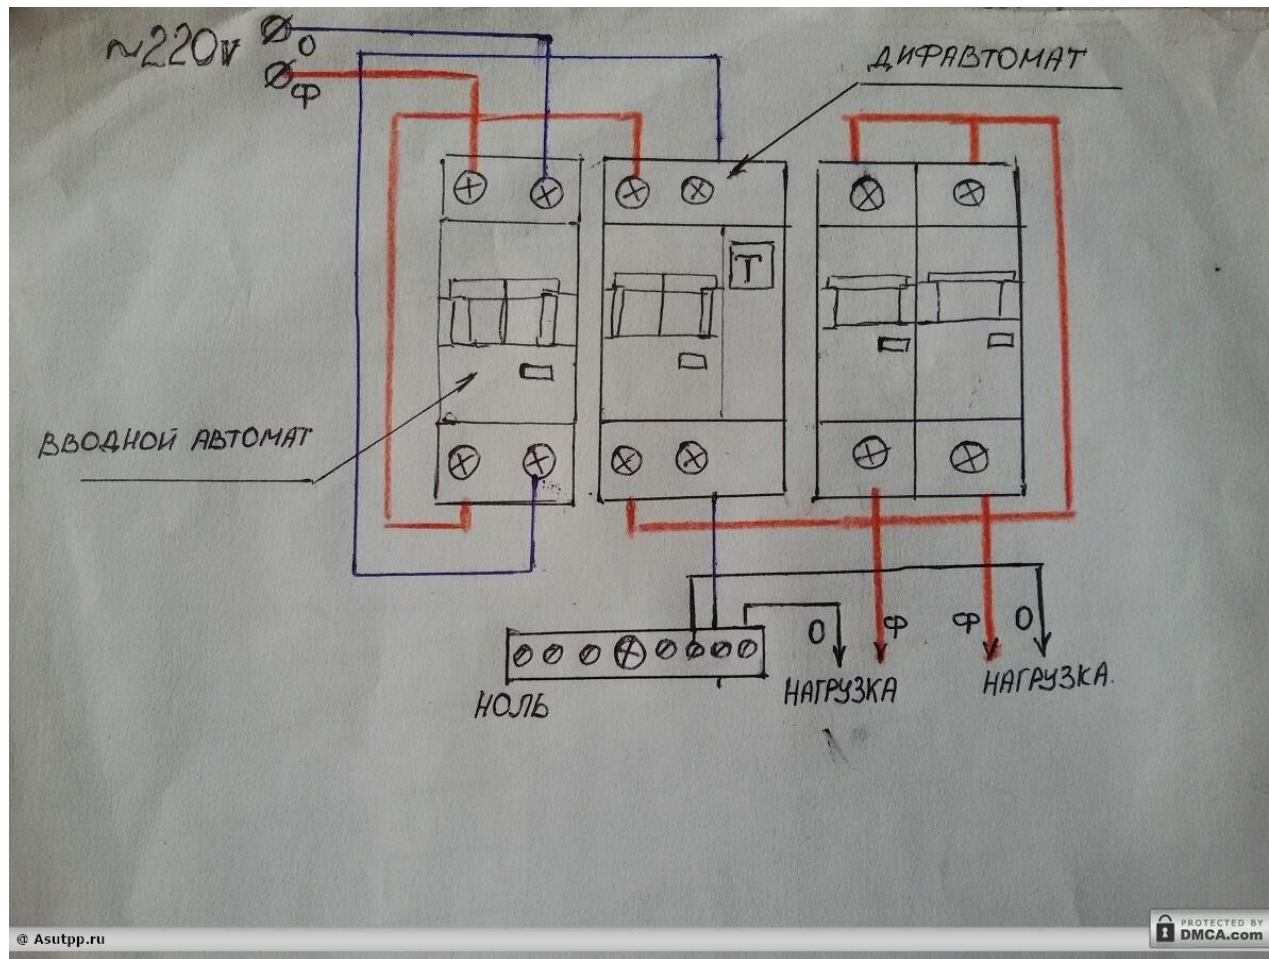 ~220v
О
Ф
ДИФАВТОМАТ
T
ВВОДНОЙ АВТОМАТ
О Ф Ф О
НАГРУЗКА НАГРУЗКА.
НОЛЬ
@ Asutpp.ru
PROTECTED BY
DMCA.com